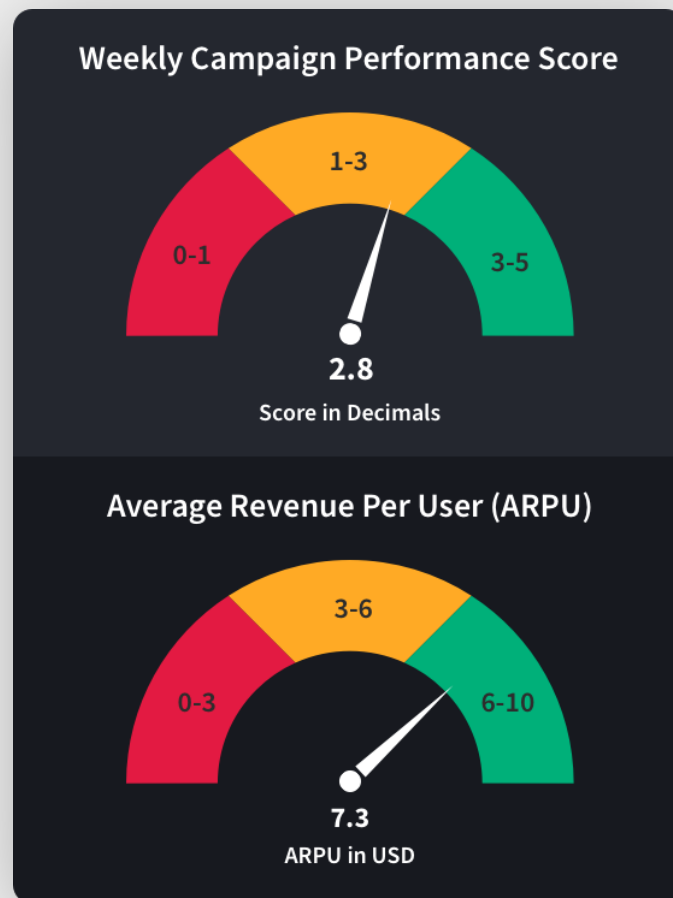 Weekly Campaign Performance Score
1-3
0-1
3-5
2.8
Score in Decimals
Average Revenue Per User (ARPU)
3-6
0-3
6-10
7.3
ARPU in USD